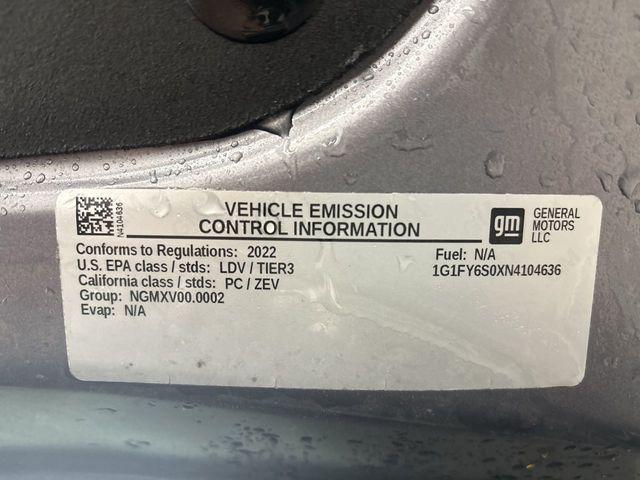 N4104636
VEHICLE EMISSION
CONTROL INFORMATION
gm
GENERAL
MOTORS
LLC
Conforms to Regulations: 2022
U.S. EPA class / stds: LDV / TIER3
California class / stds: PC / ZEV
Group: NGMXV00.0002
Evap: N/A
Fuel: N/A
1G1FY6S0XN4104636